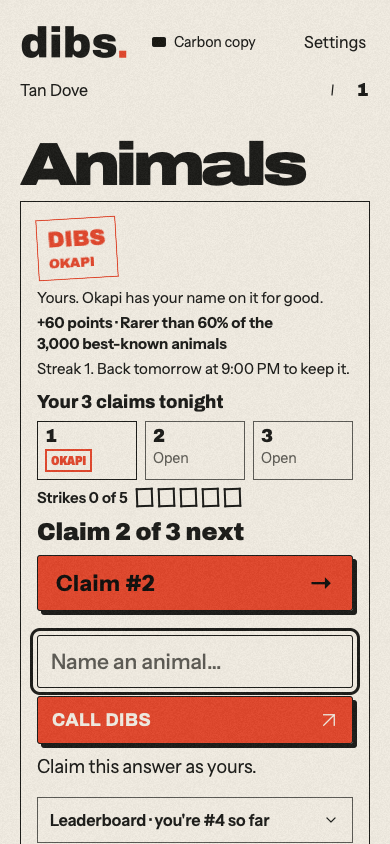 dibs.
Carbon copy
Settings
Tan Dove
1
Animals
DIBS
OKAPI
Yours. Okapi has your name on it for good.
+60 points · Rarer than 60% of the
3,000 best-known animals
Streak 1. Back tomorrow at 9:00 PM to keep it.
Your 3 claims tonight
1
OKAPI
2
Open
3
Open
Strikes 0 of 5
Claim 2 of 3 next
Claim #2 →
Name an animal...
CALL DIBS
Claim this answer as yours.
Leaderboard · you're #4 so far